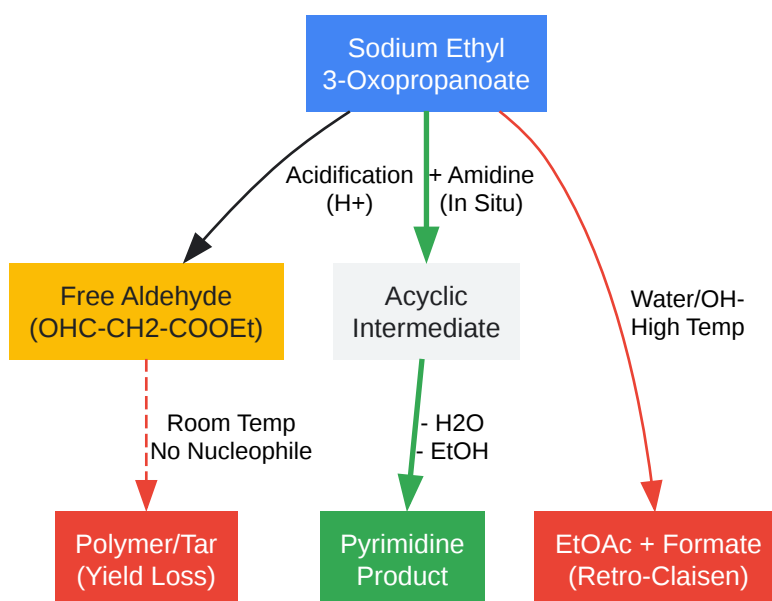 Sodium Ethyl
3-Oxopropanoate
Acidification
(H+)
+ Amidine
(In Situ)
Water/OH-
High Temp
Free Aldehyde
(OHC-CH2-COOEt)
Acyclic
Intermediate
Room Temp
No Nucleophile
- H2O
- EtOH
Polymer/Tar
(Yield Loss)
Pyrimidine
Product
EtOAc + Formate
(Retro-Claisen)